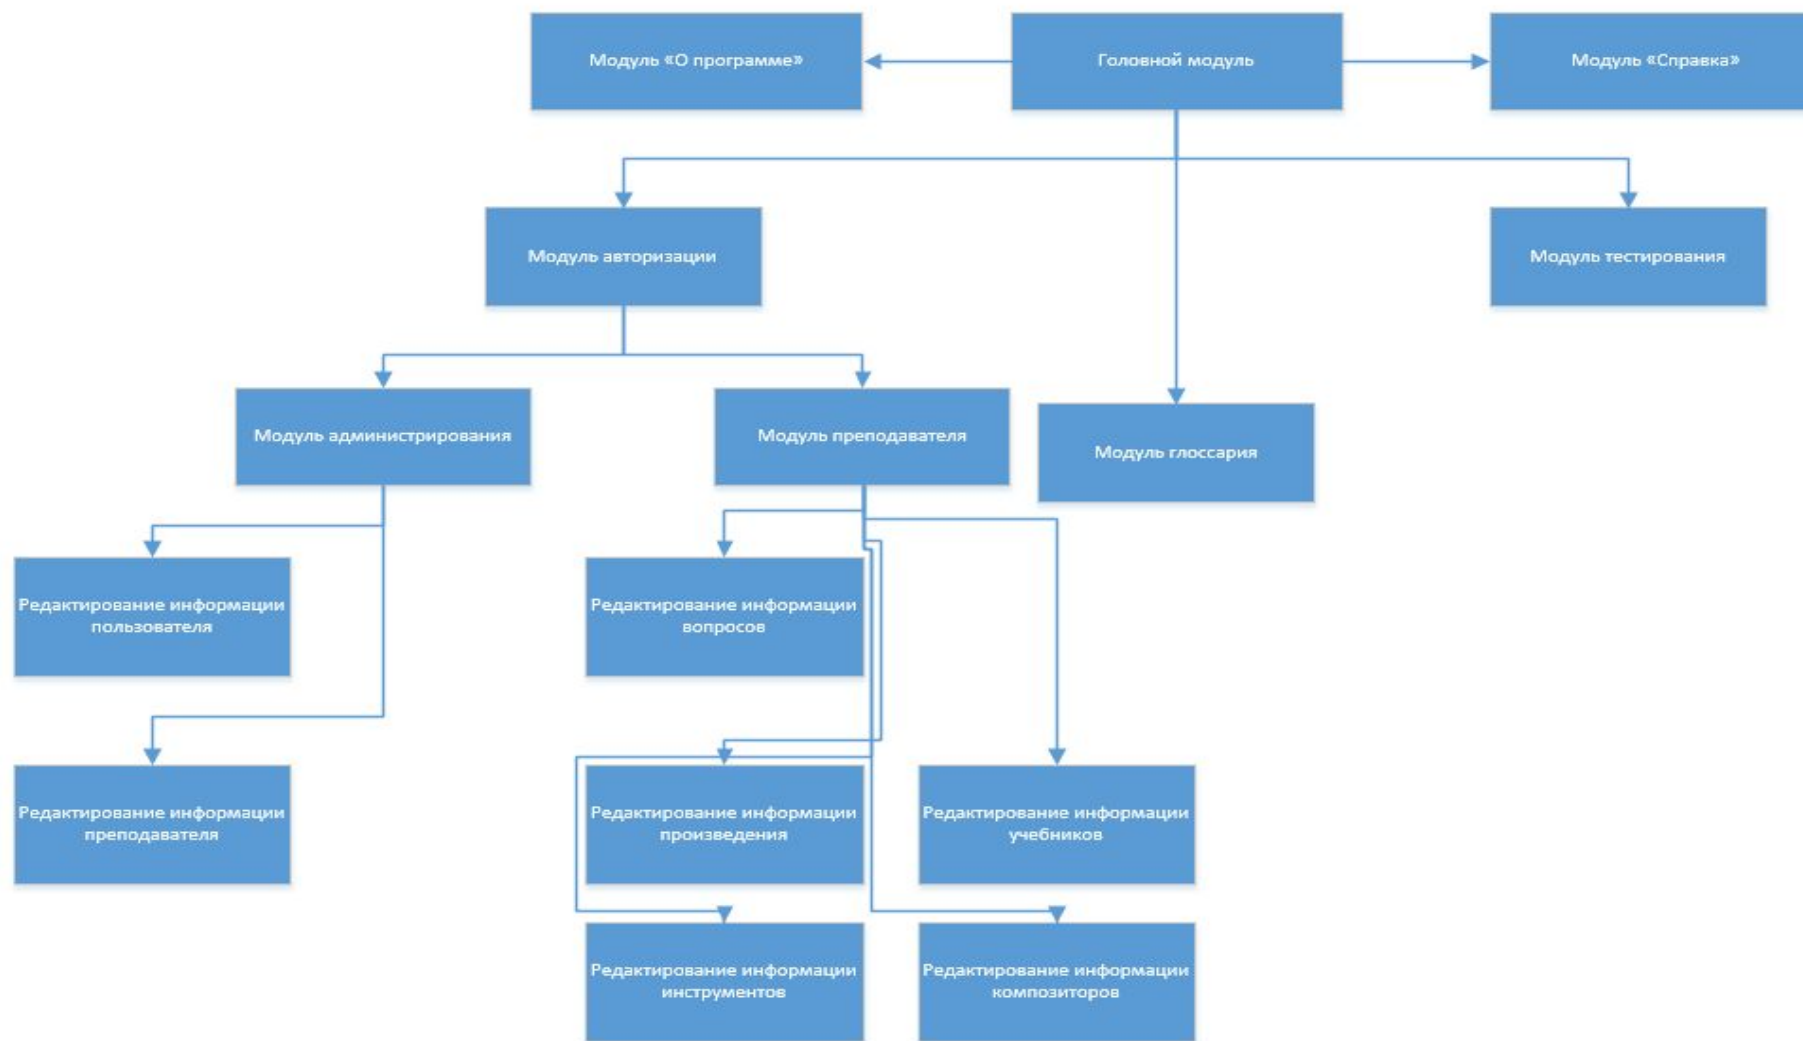 Модуль «О программе»
Головной модуль
Модуль «Справка»
Модуль авторизации
Модуль тестирования
Модуль администрирования
Модуль преподавателя
Модуль глоссария
Редактирование информации
пользователя
Редактирование информации
вопросов
Редактирование информации
преподавателя
Редактирование информации
произведения
Редактирование информации
учебников
Редактирование информации
инструментов
Редактирование информации
композиторов